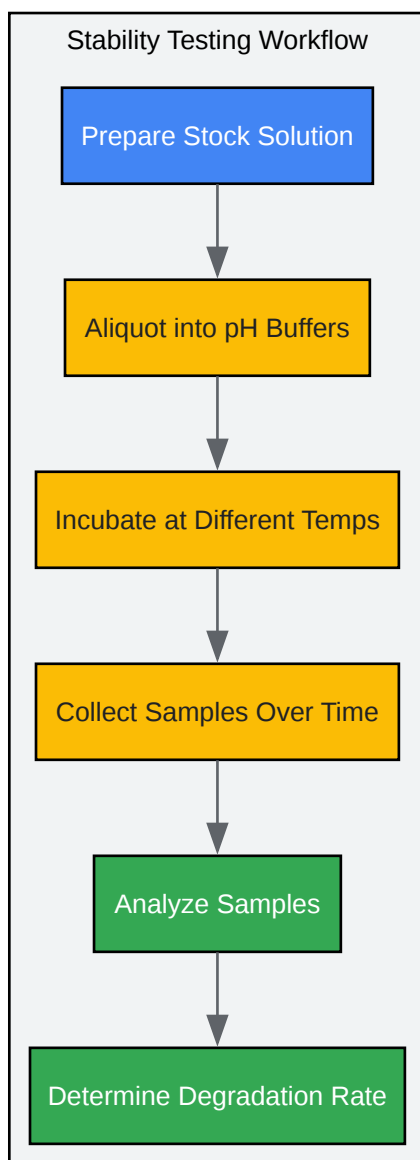 Stability Testing Workflow
Prepare Stock Solution
Aliquot into pH Buffers
Incubate at Different Temps
Collect Samples Over Time
Analyze Samples
Determine Degradation Rate